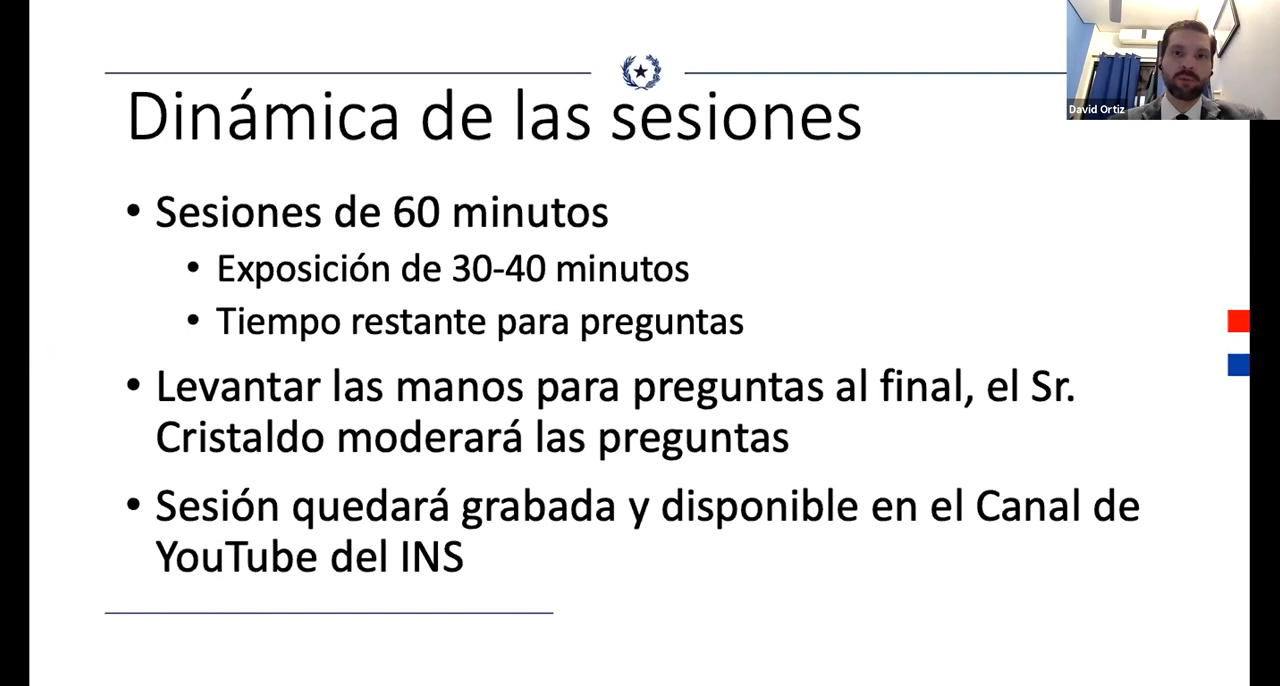 David Ortiz
Dinámica de las sesiones
• Sesiones de 60 minutos
• Exposición de 30-40 minutos
• Tiempo restante para preguntas
• Levantar las manos para preguntas al final, el Sr.
Cristaldo moderará las preguntas
• Sesión quedará grabada y disponible en el Canal de
YouTube del INS